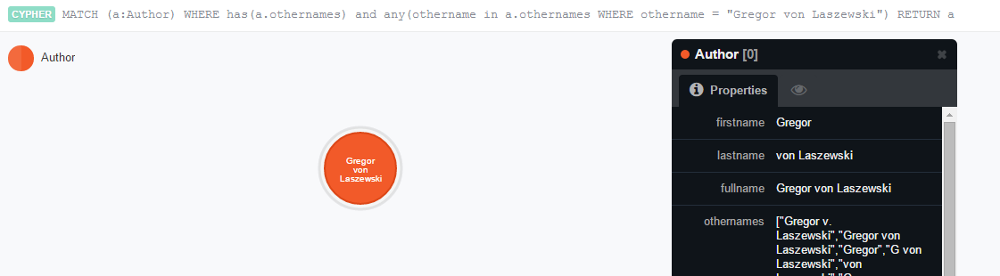 CYPHER MATCH (a:Author) WHERE has(a.othernames) and any(othername in a.othernames WHERE othername = "Gregor von Laszewski") RETURN a
Author
Gregor
von
Laszewski
Author [0]
Properties
firstname Gregor
lastname von Laszewski
fullname Gregor von Laszewski
othernames ["Gregor v.
Laszewski","Gregor von
Laszewski","Gregor","G von
Laszewski","von